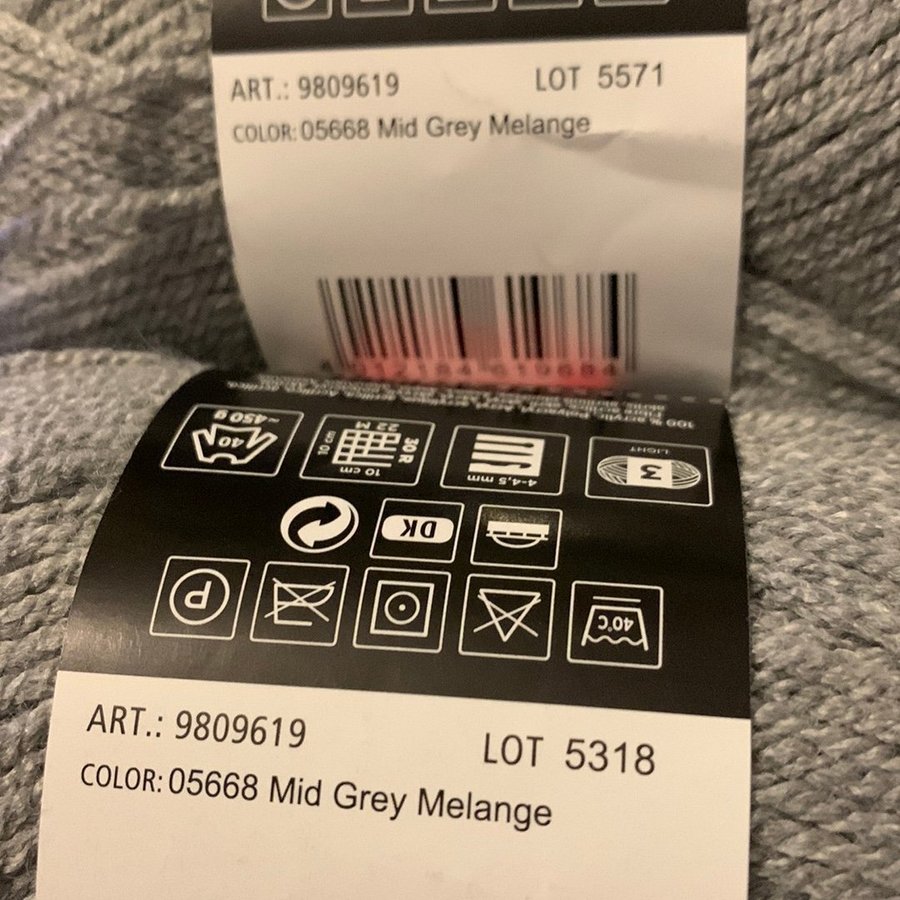 ART.: 9809619 LOT 5571
COLOR: 05668 Mid Grey Melange
~450 g
40
22 M
30 R
10 cm
10 cm
4-4,5 mm
LIGHT
3
DK
P
40°C
ART.: 9809619 LOT 5318
COLOR: 05668 Mid Grey Melange